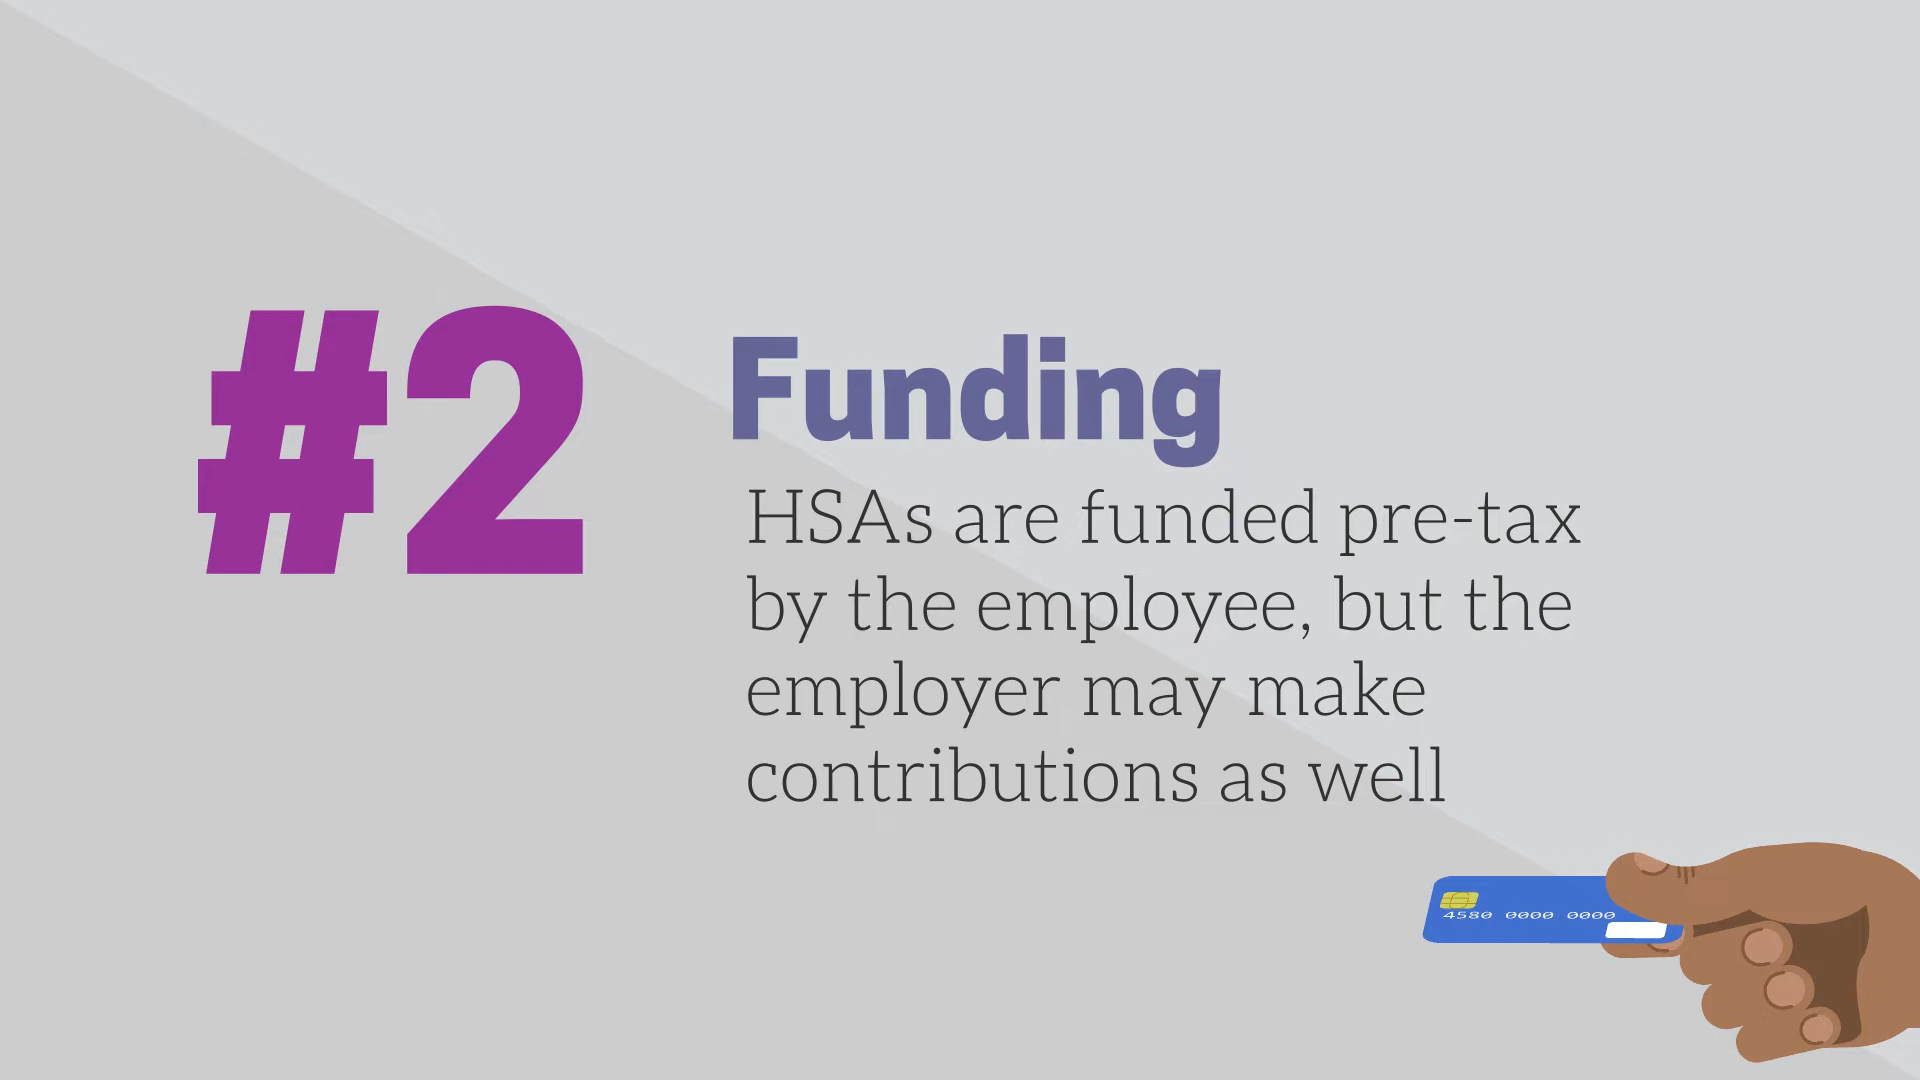 #2
Funding
HSAs are funded pre-tax
by the employee, but the
employer may make
contributions as well
4580 0000 0000